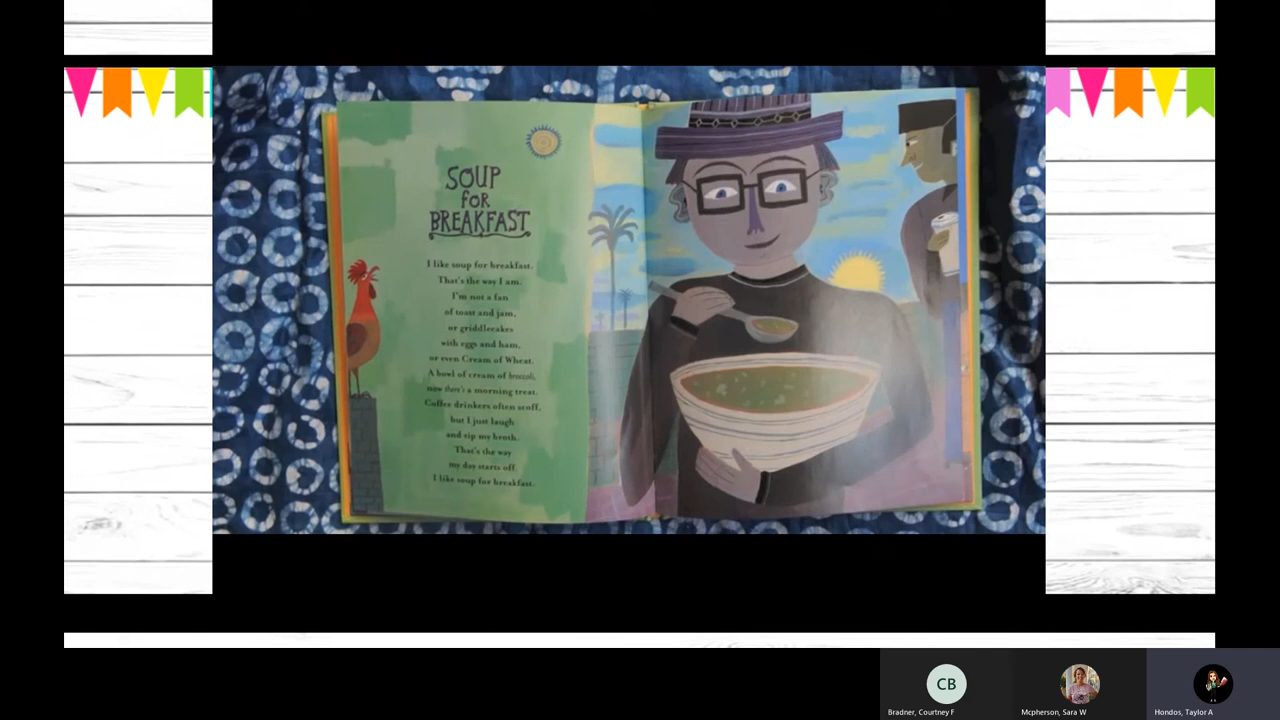 SOUP
FOR
BREAKFAST
I like soup for breakfast.
That's the way I am.
I'm not a fan
of toast and jam,
or griddlecakes
with eggs and ham,
or even Cream of Wheat.
A bowl of cream of broccoli,
now there's a morning treat.
Coffee drinkers often scoff,
but I just laugh
and sip my broth.
That's the way
my day starts off.
I like soup for breakfast.
CB
Bradner, Courtney F
Mcpherson, Sara W
Hondos, Taylor A